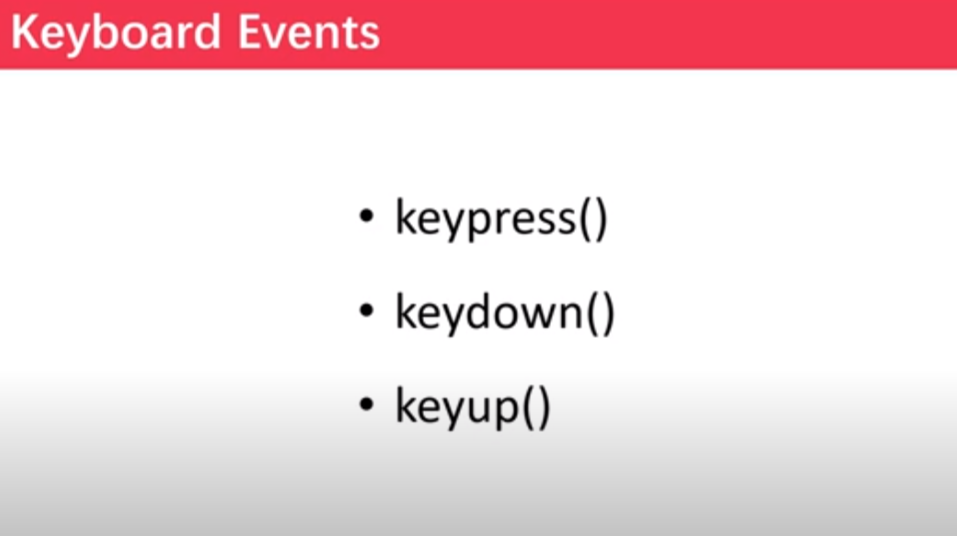 Keyboard Events
• keypress()
• keydown()
• keyup()